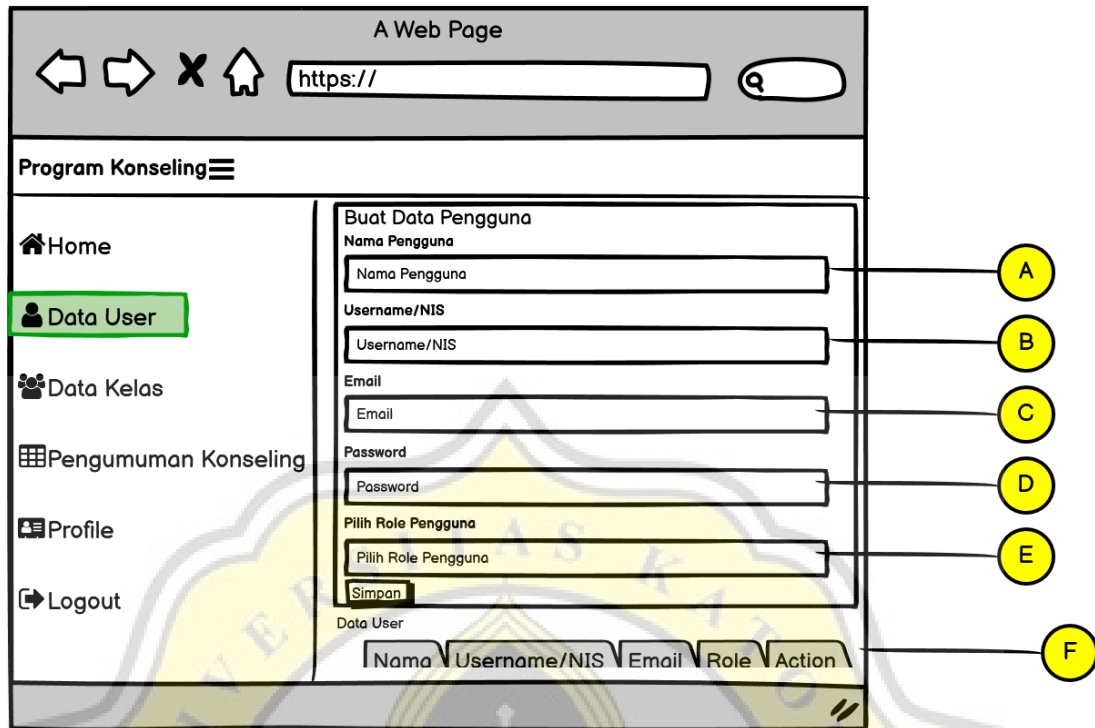 A Web Page
https://
Program Konseling
Home
Data User
Data Kelas
Pengumuman Konseling
Profile
Logout
Buat Data Pengguna
Nama Pengguna
Nama Pengguna
Username/NIS
Username/NIS
Email
Email
Password
Password
Pilih Role Pengguna
Pilih Role Pengguna
Simpan
Data User
Nama Username/NIS Email Role Action
A
B
C
D
E
F